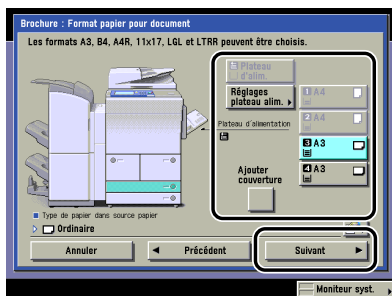 Brochure : Format papier pour document
Les formats A3, B4, A4R, 11x17, LGL et LTRR peuvent être choisis.
Plateau
d'alim.
Réglages
plateau alim.
Plateau d'alimentation
1 A4
2 A4
3 A3
4 A3
Ajouter
couverture
Type de papier dans source papier
Ordinaire
Annuler
Précédent
Suivant
Moniteur syst.